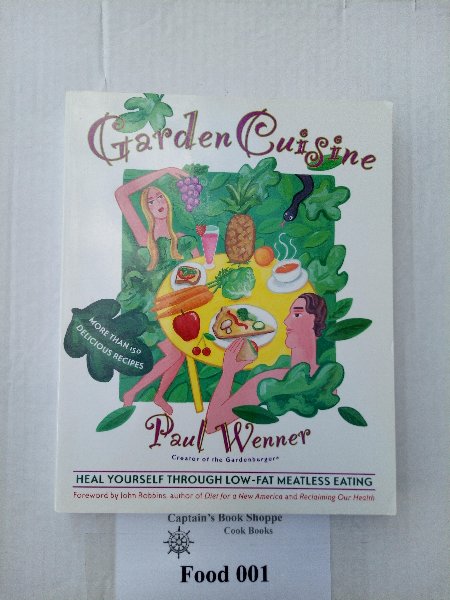 Garden Cuisine
MORE THAN 150
DELICIOUS RECIPES
Paul Wenner
Creator of the Gardenburger®
HEAL YOURSELF THROUGH LOW-FAT MEATLESS EATING
Foreword by John Robbins, author of Diet for a New America and Reclaiming Our Health
Captain's Book Shoppe
Cook Books
Food 001